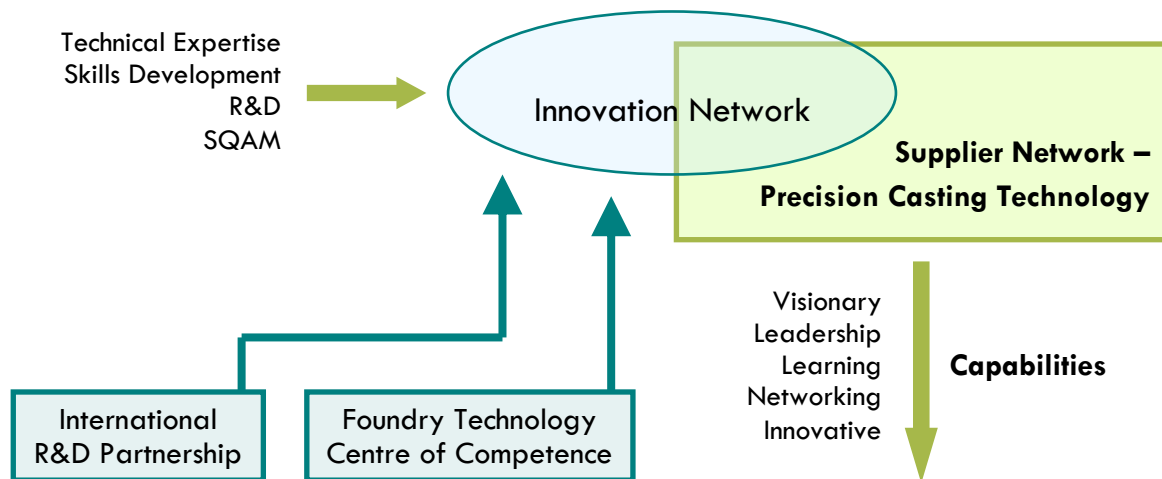 Technical Expertise
Skills Development
R&D
SQAM
Innovation Network
Supplier Network –
Precision Casting Technology
Visionary
Leadership
Learning
Networking
Innovative
Capabilities
International
R&D Partnership
Foundry Technology
Centre of Competence